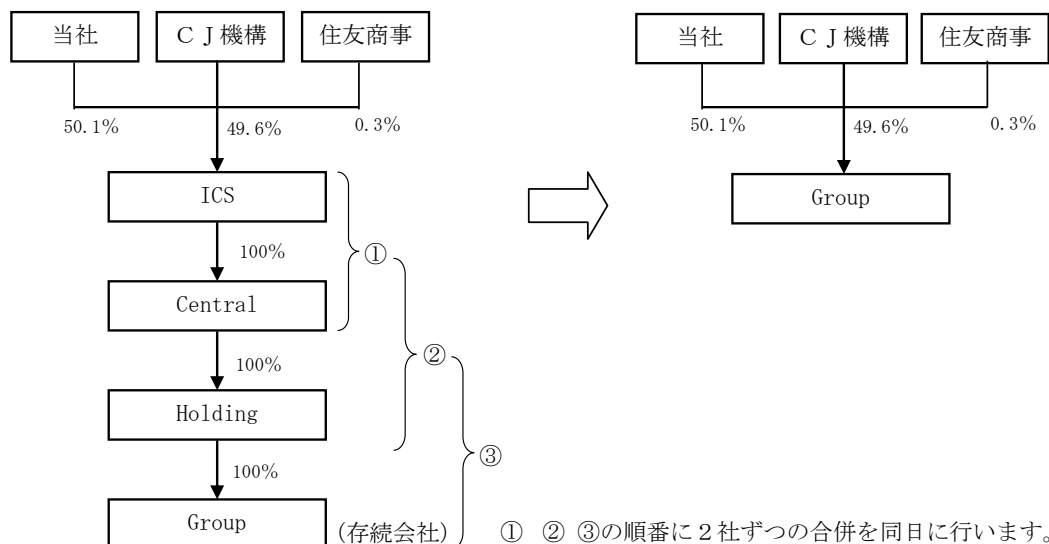 当社 ＣＪ機構 住友商事 当社 ＣＪ機構 住友商事
50.1% 49.6% 0.3% 50.1% 49.6% 0.3%
ICS Group
100% ①
Central
100% ②
Holding
100% ③
Group (存続会社) ① ② ③の順番に２社ずつの合併を同日に行います。